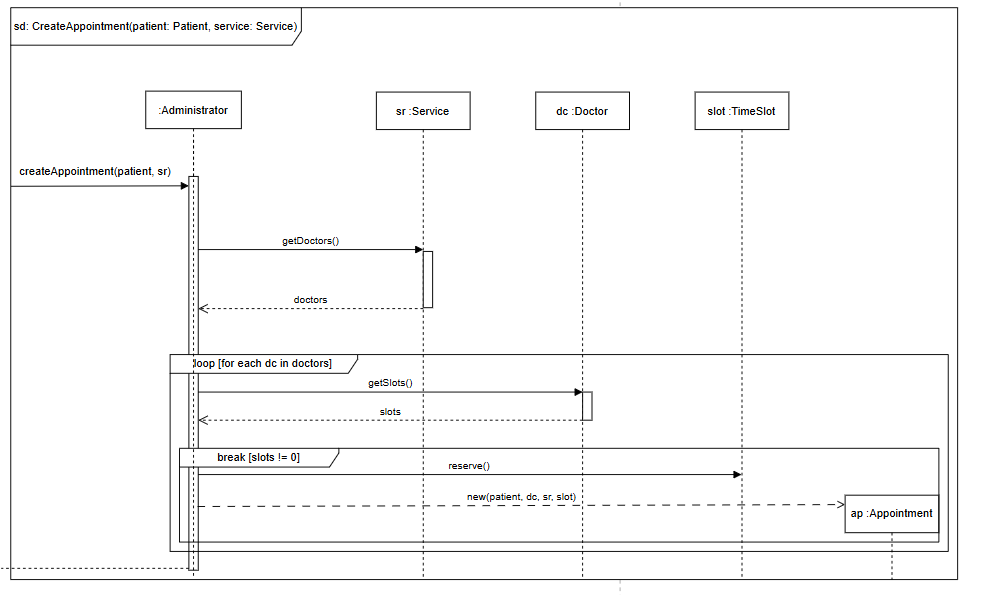 sd: CreateAppointment(patient: Patient, service: Service)
:Administrator
sr :Service
dc :Doctor
slot :TimeSlot
createAppointment(patient, sr)
getDoctors()
doctors
loop [for each dc in doctors]
getSlots()
slots
break [slots != 0]
reserve()
new(patient, dc, sr, slot)
ap :Appointment